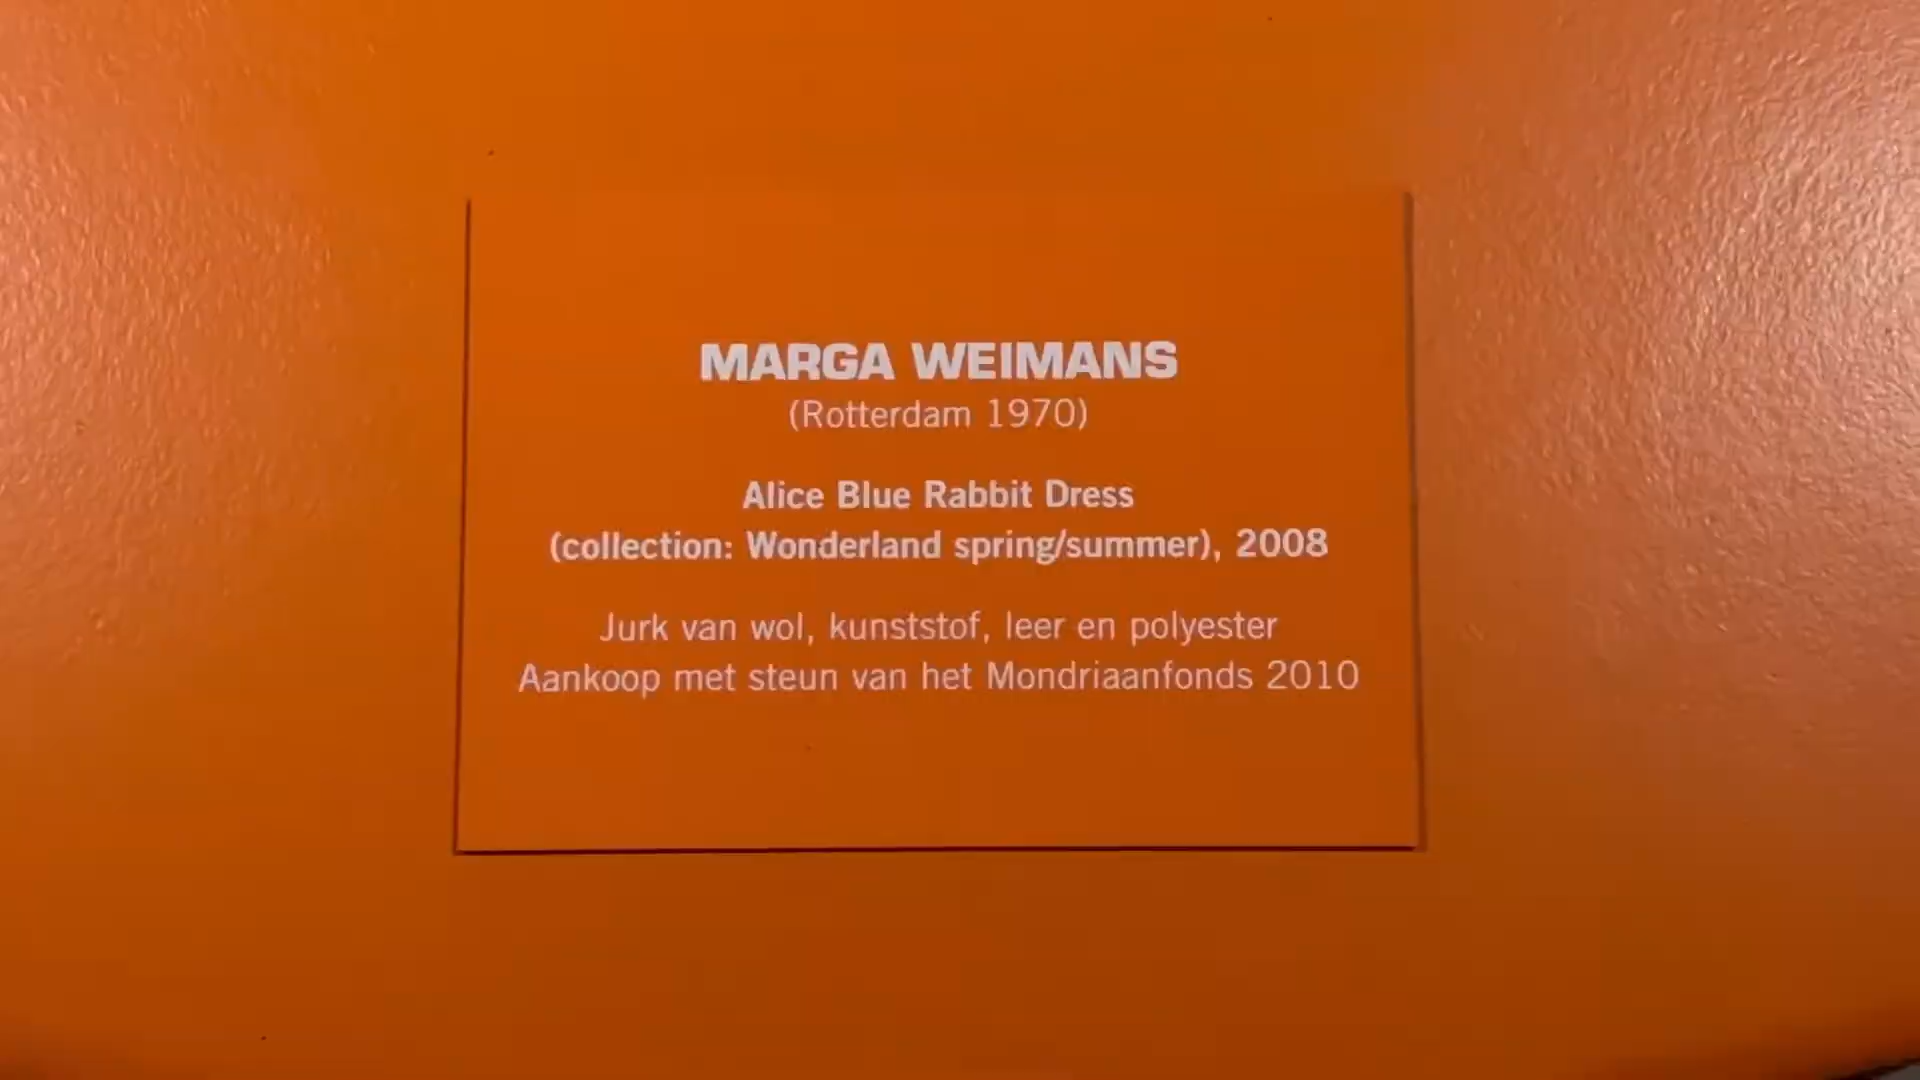 MARGA WEIMANS
(Rotterdam 1970)
Alice Blue Rabbit Dress
(collection: Wonderland spring/summer), 2008
Jurk van wol, kunststof, leer en polyester
Aankoop met steun van het Mondriaanfonds 2010